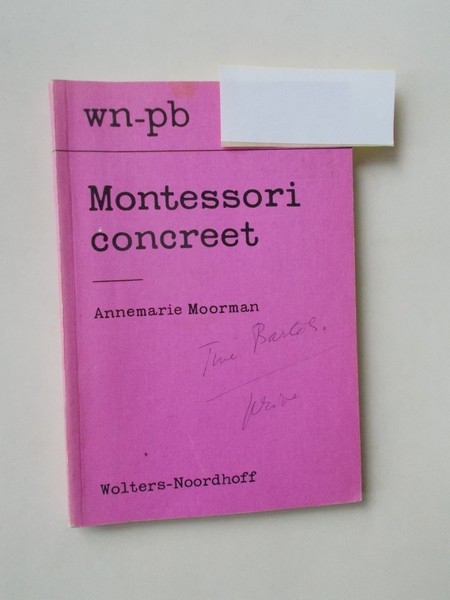 wn-pb
Montessori
concreet
Annemarie Moorman
Wolters-Noordhoff